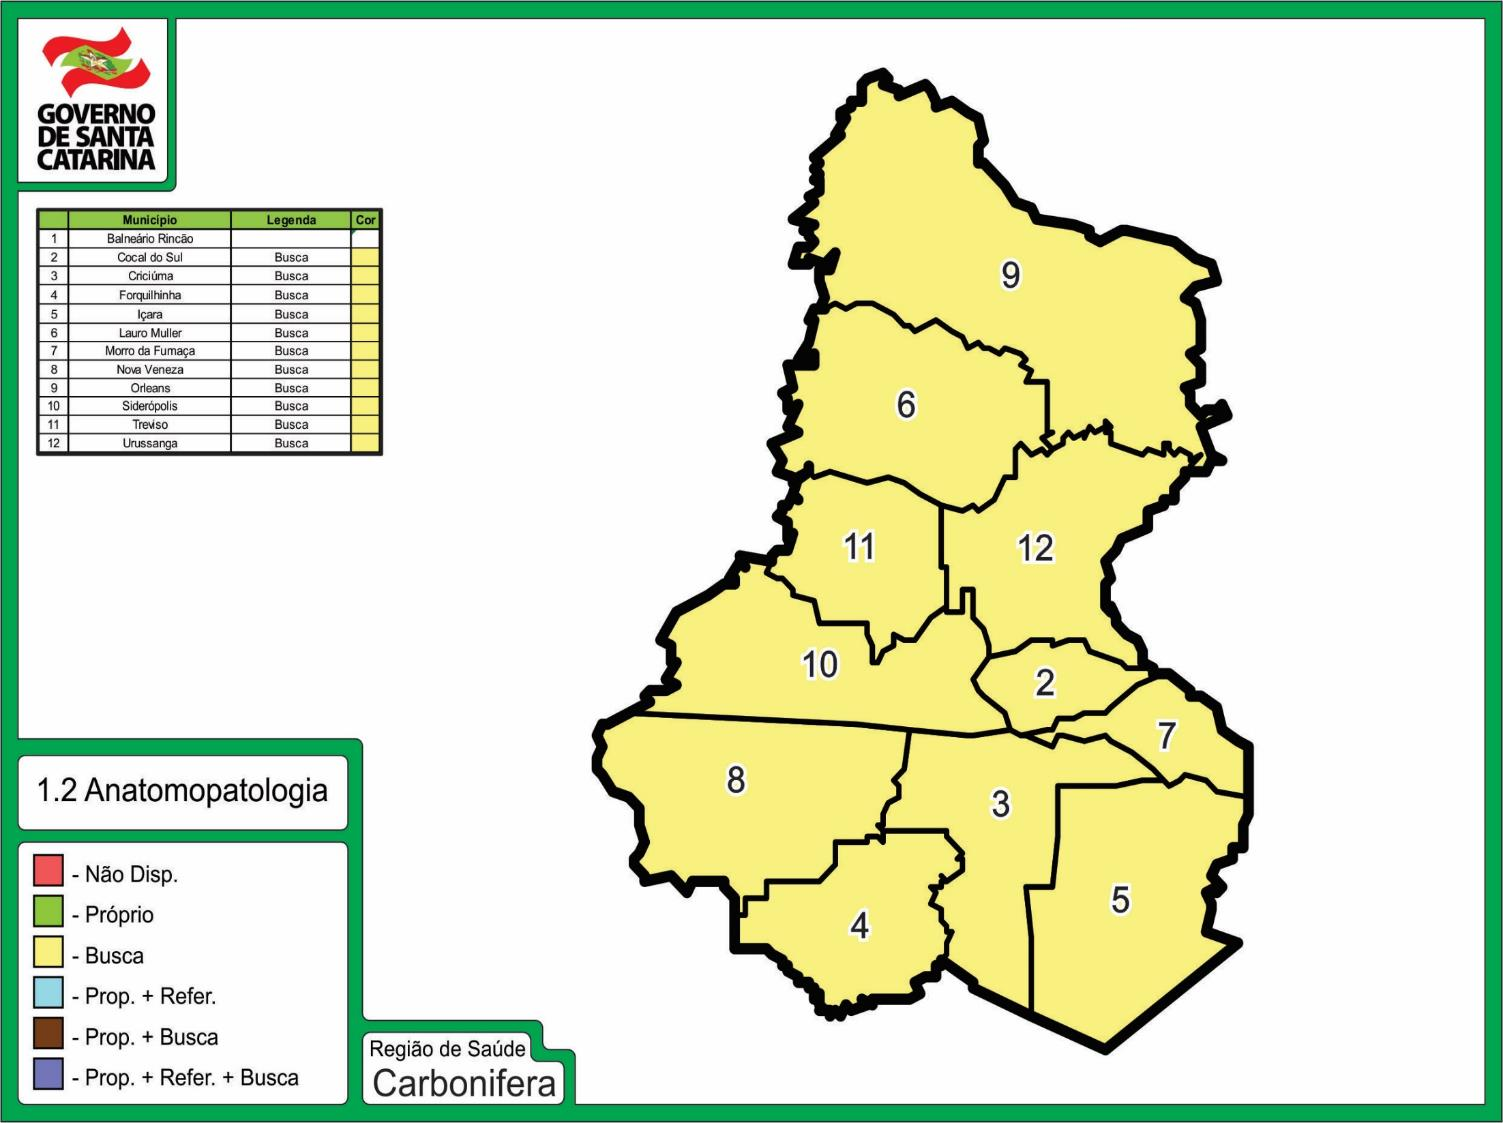 GOVERNO
DE SANTA
CATARINA
Município Legenda Cor
1 Balneário Rincão
2 Cocal do Sul Busca
3 Criciúma Busca
4 Forquilhinha Busca
5 Içara Busca
6 Lauro Muller Busca
7 Morro da Fumaça Busca
8 Nova Veneza Busca
9 Orleans Busca
10 Siderópolis Busca
11 Treviso Busca
12 Urussanga Busca
9
6
11
12
10
2
7
8
3
5
4
1.2 Anatomopatologia
- Não Disp.
- Próprio
- Busca
- Prop. + Refer.
- Prop. + Busca
- Prop. + Refer. + Busca
Região de Saúde
Carbonifera